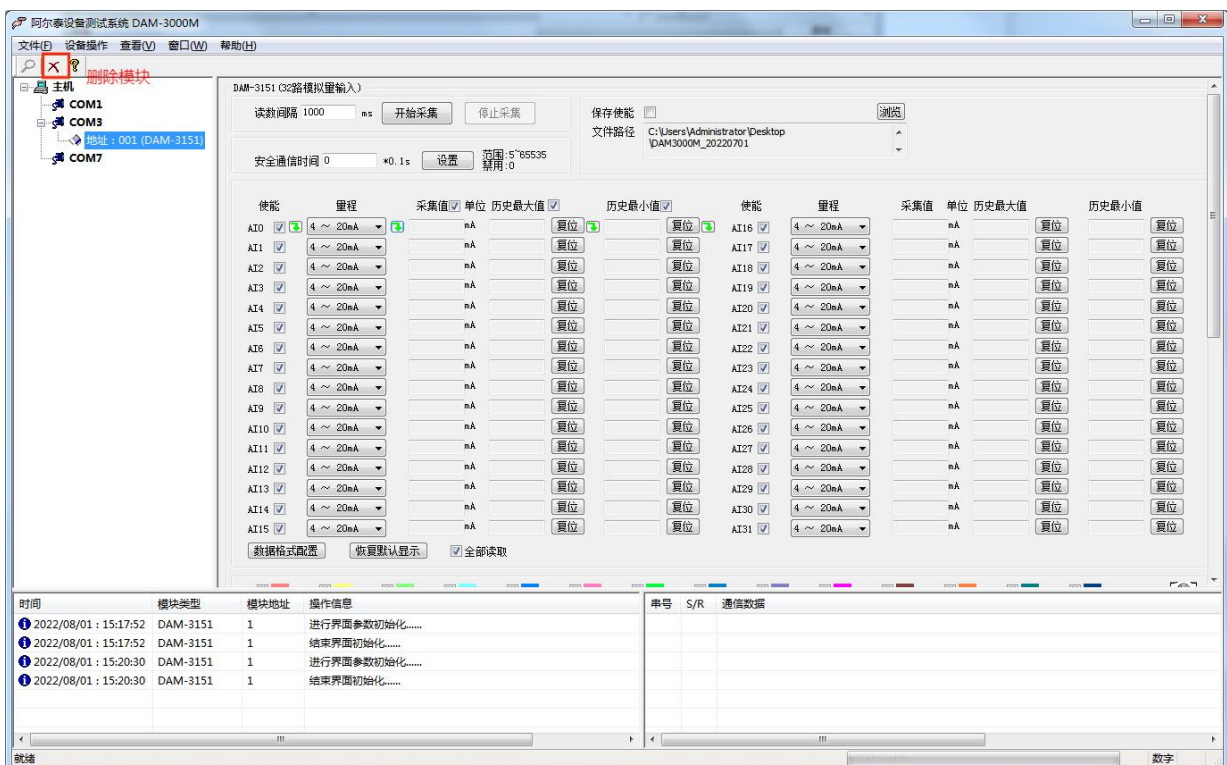 阿尔泰设备测试系统 DAM-3000M
文件(F) 设备操作 查看(V) 窗口(W) 帮助(H)
删除模块
主机
COM1
COM3
地址：001 (DAM-3151)
COM7
DAM-3151(32路模拟量输入)
读数间隔 1000 ms 开始采集 停止采集
保存使能 浏览
文件路径 C:\Users\Administrator\Desktop
\DAM3000M_20220701
安全通信时间 0 *0.1s 设置 范围:5~65535
禁用:0
使能 量程 采集值 单位 历史最大值 历史最小值 使能 量程 采集值 单位 历史最大值 历史最小值
AI0 4 ～ 20mA mA 复位 复位 AI16 4 ～ 20mA mA 复位 复位
AI1 4 ～ 20mA mA 复位 复位 AI17 4 ～ 20mA mA 复位 复位
AI2 4 ～ 20mA mA 复位 复位 AI18 4 ～ 20mA mA 复位 复位
AI3 4 ～ 20mA mA 复位 复位 AI19 4 ～ 20mA mA 复位 复位
AI4 4 ～ 20mA mA 复位 复位 AI20 4 ～ 20mA mA 复位 复位
AI5 4 ～ 20mA mA 复位 复位 AI21 4 ～ 20mA mA 复位 复位
AI6 4 ～ 20mA mA 复位 复位 AI22 4 ～ 20mA mA 复位 复位
AI7 4 ～ 20mA mA 复位 复位 AI23 4 ～ 20mA mA 复位 复位
AI8 4 ～ 20mA mA 复位 复位 AI24 4 ～ 20mA mA 复位 复位
AI9 4 ～ 20mA mA 复位 复位 AI25 4 ～ 20mA mA 复位 复位
AI10 4 ～ 20mA mA 复位 复位 AI26 4 ～ 20mA mA 复位 复位
AI11 4 ～ 20mA mA 复位 复位 AI27 4 ～ 20mA mA 复位 复位
AI12 4 ～ 20mA mA 复位 复位 AI28 4 ～ 20mA mA 复位 复位
AI13 4 ～ 20mA mA 复位 复位 AI29 4 ～ 20mA mA 复位 复位
AI14 4 ～ 20mA mA 复位 复位 AI30 4 ～ 20mA mA 复位 复位
AI15 4 ～ 20mA mA 复位 复位 AI31 4 ～ 20mA mA 复位 复位
数据格式配置 恢复默认显示 全部读取
时间 模块类型 模块地址 操作信息
2022/08/01 : 15:17:52 DAM-3151 1 进行界面参数初始化......
2022/08/01 : 15:17:52 DAM-3151 1 结束界面初始化......
2022/08/01 : 15:20:30 DAM-3151 1 进行界面参数初始化......
2022/08/01 : 15:20:30 DAM-3151 1 结束界面初始化......
串号 S/R 通信数据
就绪 数字